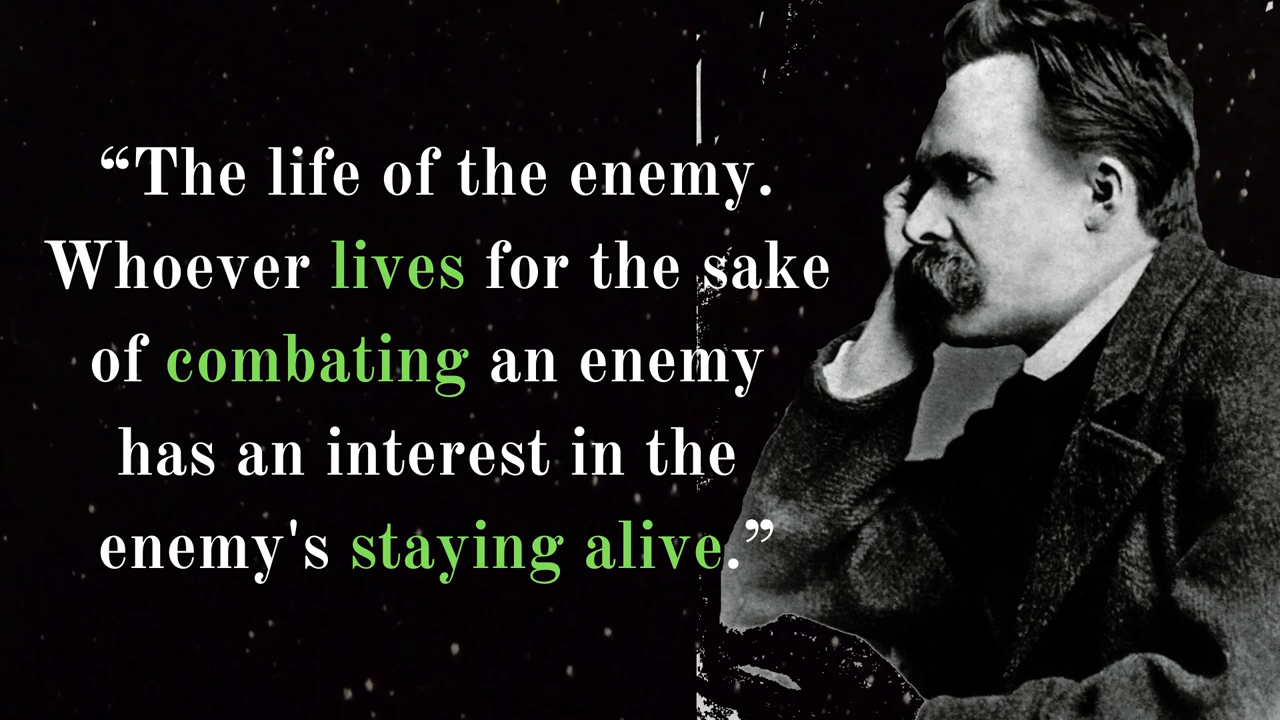 “The life of the enemy.
Whoever lives for the sake
of combating an enemy
has an interest in the
enemy's staying alive.”